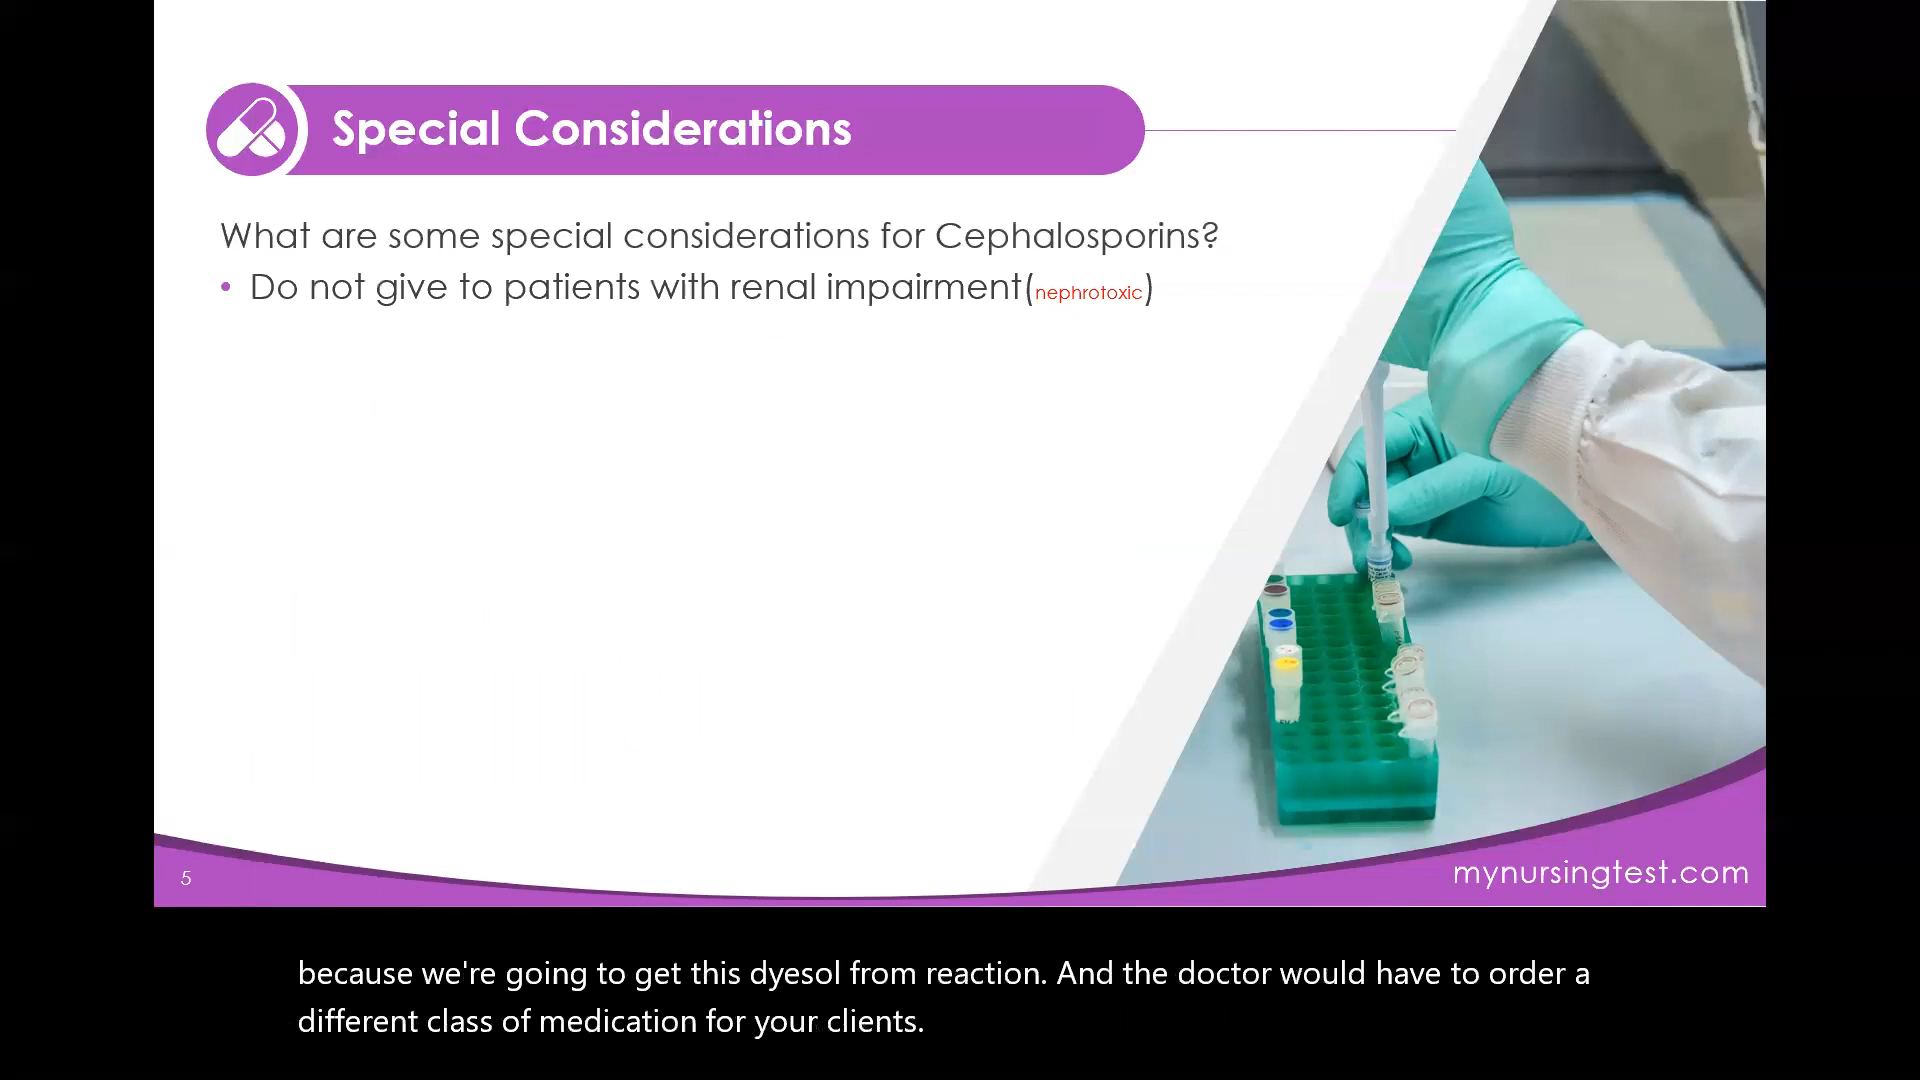 Special Considerations
What are some special considerations for Cephalosporins?
• Do not give to patients with renal impairment(nephrotoxic)
5
mynursingtest.com
because we're going to get this dyesol from reaction. And the doctor would have to order a
different class of medication for your clients.